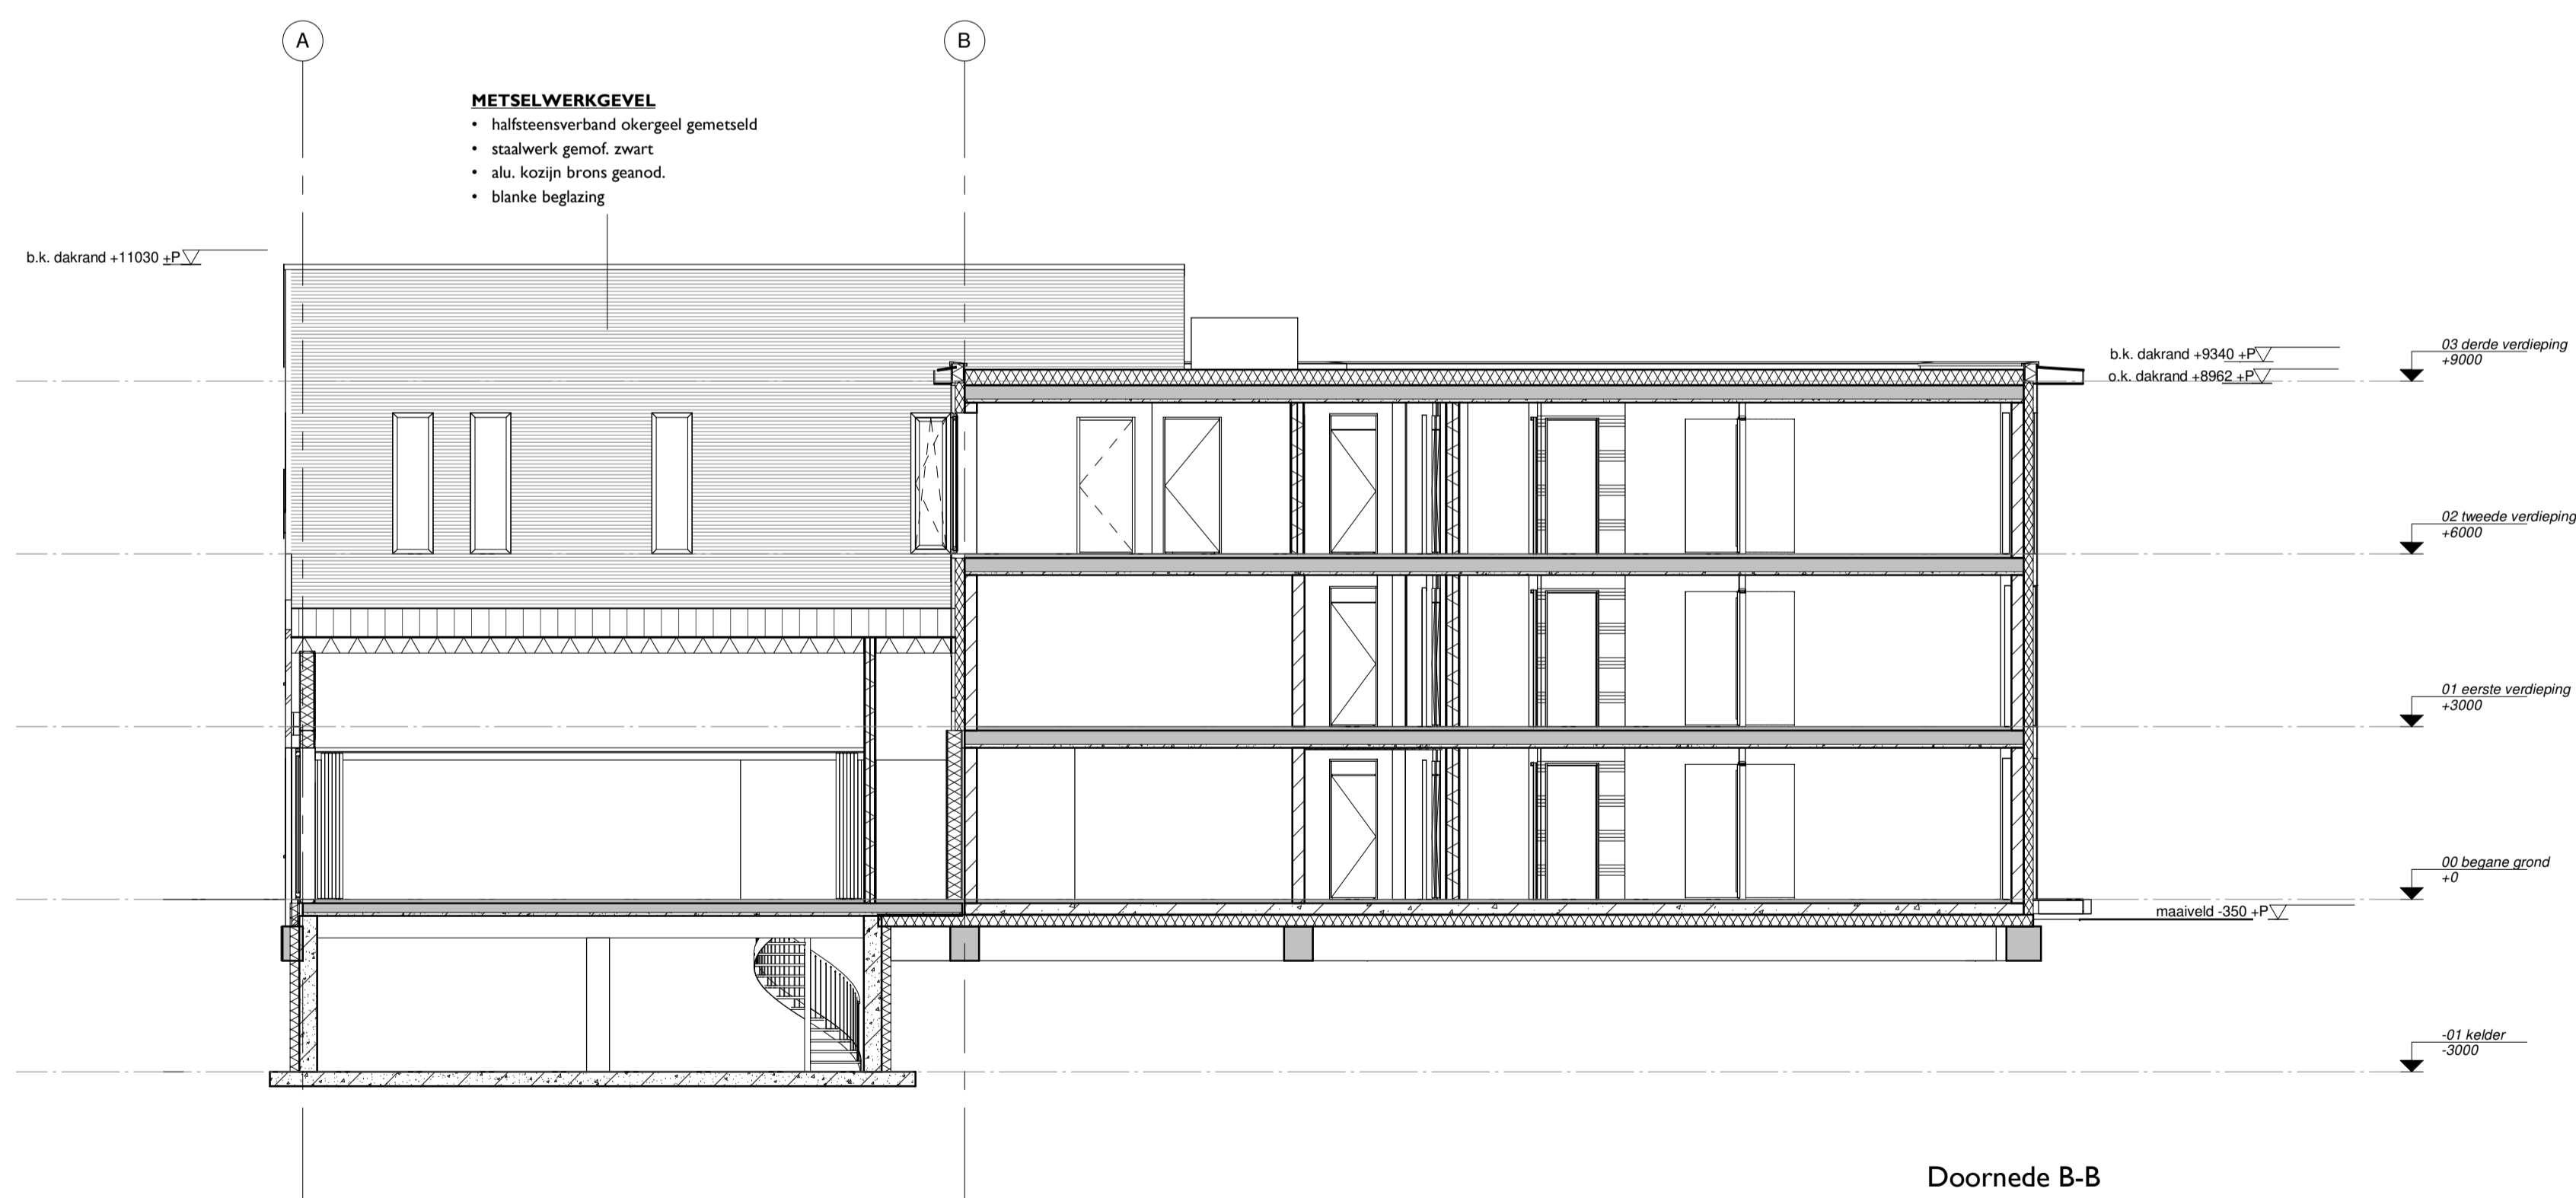 A
B
METSELWERKGEVEL
• halfsteensverband okergeel gemetseld
• staalwerk gemof. zwart
• alu. kozijn brons geanod.
• blanke beglazing
b.k. dakrand +11030 +P
b.k. dakrand +9340 +P
o.k. dakrand +8962 +P
03 derde verdieping
+9000
02 tweede verdieping
+6000
01 eerste verdieping
+3000
00 begane grond
+0
maaiveld -350 +P
-01 kelder
-3000
Doornede B-B